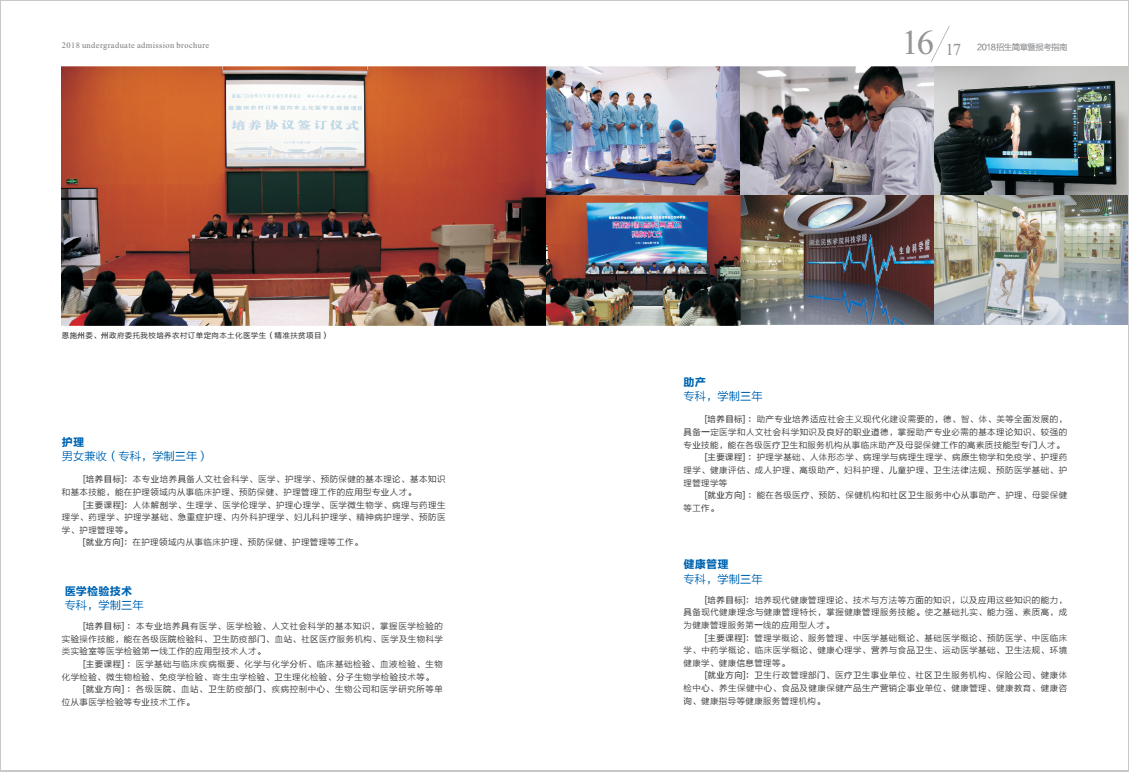 2018 undergraduate admission brochure
16/17
2018招生简章暨报考指南
培养协议签订仪式
湖北民族学院科技学院
生命科学馆
恩施州委、州政府委托我校培养农村订单定向本土化医学生（精准扶贫项目）
护理
男女兼收（专科，学制三年）
[培养目标]：本专业培养具备人文社会科学、医学、护理学、预防保健的基本理论、基本知识
和基本技能，能在护理领域内从事临床护理、预防保健、护理管理工作的应用型专业人才。
[主要课程]：人体解剖学、生理学、医学伦理学、护理心理学、医学微生物学、病理与药理生
理学、药理学、护理学基础、急重症护理、内外科护理学、妇儿科护理学、精神病护理学、预防医
学、护理管理等。
[就业方向]：在护理领域内从事临床护理、预防保健、护理管理等工作。
医学检验技术
专科，学制三年
[培养目标]：本专业培养具有医学、医学检验、人文社会科学的基本知识，掌握医学检验的
实验操作技能，能在各级医院检验科、卫生防疫部门、血站、社区医疗服务机构、医学及生物科学
类实验室等医学检验第一线工作的应用型技术人才。
[主要课程]：医学基础与临床疾病概要、化学与化学分析、临床基础检验、血液检验、生物
化学检验、微生物检验、免疫学检验、寄生虫学检验、卫生理化检验、分子生物学检验技术等。
[就业方向]：各级医院、血站、卫生防疫部门、疾病控制中心、生物公司和医学研究所等单
位从事医学检验等专业技术工作。
助产
专科，学制三年
[培养目标]：助产专业培养适应社会主义现代化建设需要的，德、智、体、美等全面发展的，
具备一定医学和人文社会科学知识及良好的职业道德，掌握助产专业必需的基本理论知识、较强的
专业技能，能在各级医疗卫生和服务机构从事临床助产及母婴保健工作的高素质技能型专门人才。
[主要课程]：护理学基础、人体形态学、病理学与病理生理学、病原生物学和免疫学、护理药
理学、健康评估、成人护理、高级助产、妇科护理、儿童护理、卫生法律法规、预防医学基础、护
理管理学等
[就业方向]：能在各级医疗、预防、保健机构和社区卫生服务中心从事助产、护理、母婴保健
等工作。
健康管理
专科，学制三年
[培养目标]：培养现代健康管理理论、技术与方法等方面的知识，以及应用这些知识的能力，
具备现代健康理念与健康管理特长，掌握健康管理服务技能。使之基础扎实、能力强、素质高，成
为健康管理服务第一线的应用型人才。
[主要课程]：管理学概论、服务管理、中医学基础概论、基础医学概论、预防医学、中医临床
学、中药学概论、临床医学概论、健康心理学、营养与食品卫生、运动医学基础、卫生法规、环境
健康学、健康信息管理等。
[就业方向]：卫生行政管理部门、医疗卫生事业单位、社区卫生服务机构、保险公司、健康体
检中心、养生保健中心、食品及健康保健产品生产营销企事业单位、健康管理、健康教育、健康咨
询、健康指导等健康服务管理机构。